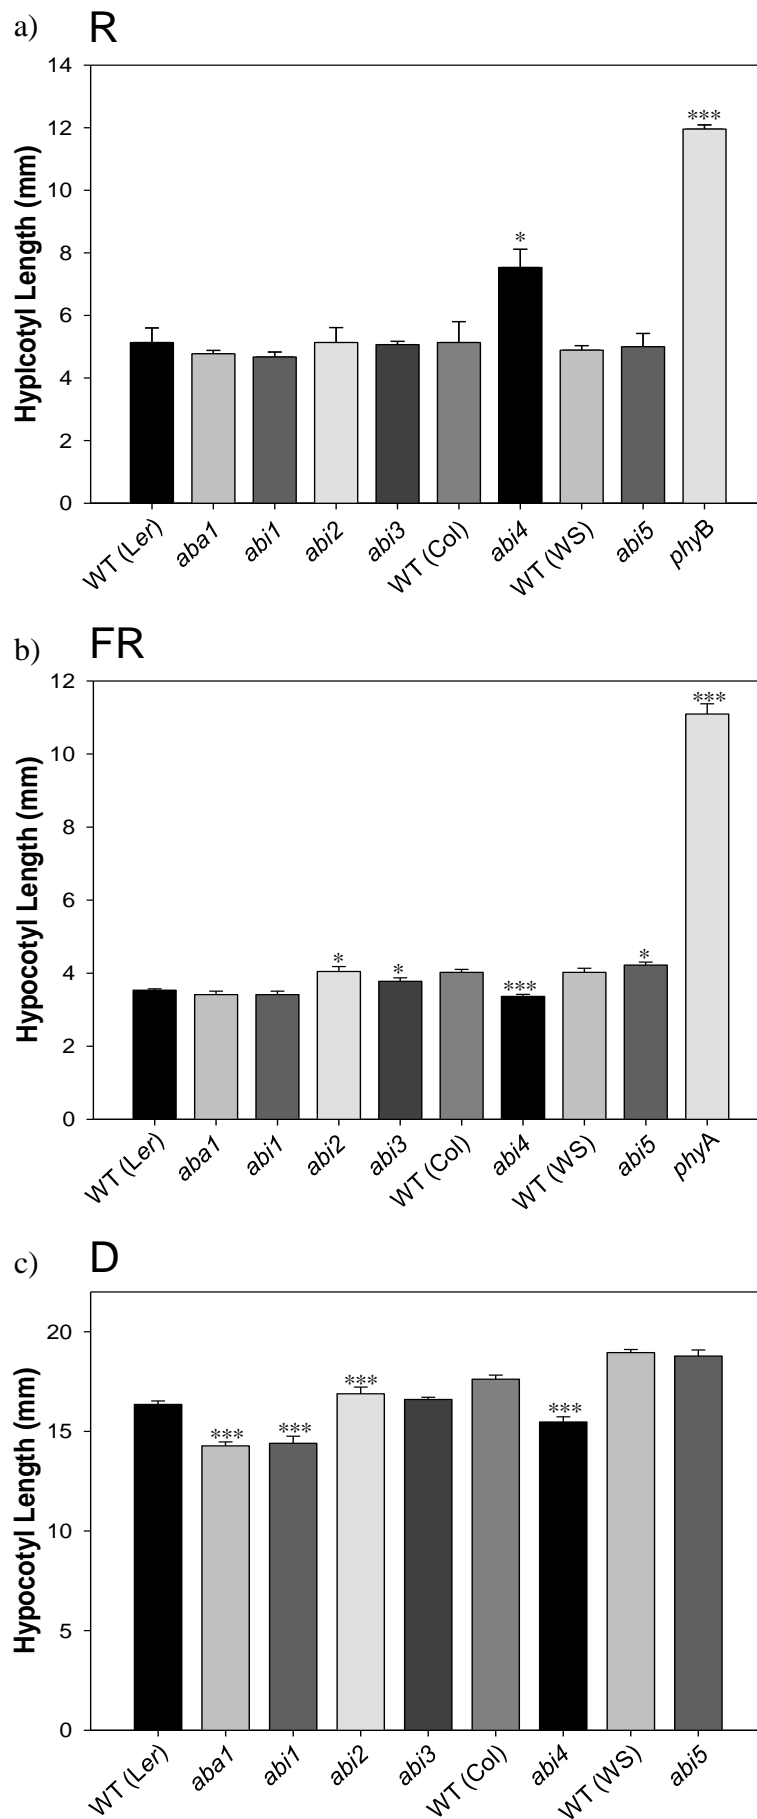 a) R
Hyplcotyl Length (mm)
14
12
10
8
6
4
2
0
*
***
WT (Ler)
aba1
abi1
abi2
abi3
WT (Col)
abi4
WT (WS)
abi5
phyB
b) FR
Hypocotyl Length (mm)
12
10
8
6
4
2
0
*
*
***
*
***
WT (Ler)
aba1
abi1
abi2
abi3
WT (Col)
abi4
WT (WS)
abi5
phyA
c) D
Hypocotyl Length (mm)
20
15
10
5
0
***
***
***
***
WT (Ler)
aba1
abi1
abi2
abi3
WT (Col)
abi4
WT (WS)
abi5